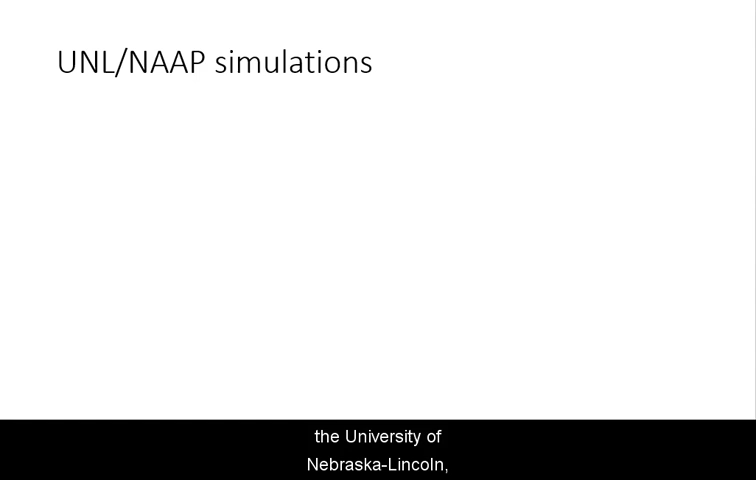 UNL/NAAP simulations
the University of
Nebraska-Lincoln,